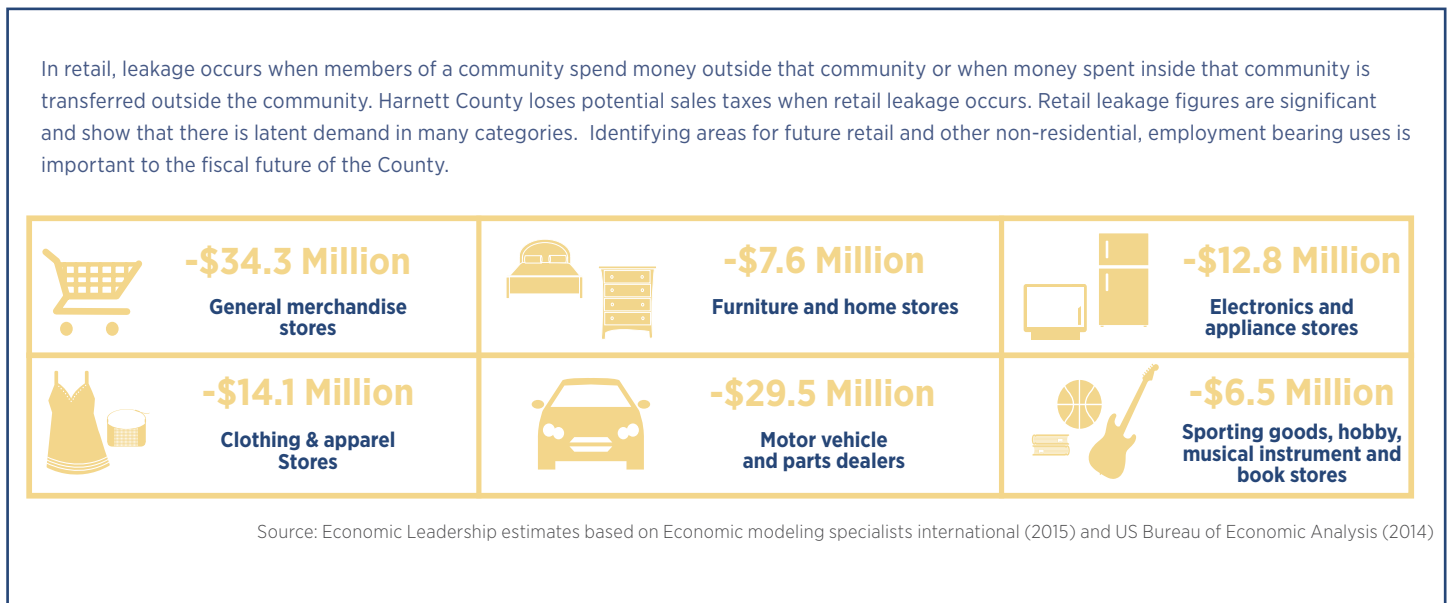 In retail, leakage occurs when members of a community spend money outside that community or when money spent inside that community is
transferred outside the community. Harnett County loses potential sales taxes when retail leakage occurs. Retail leakage figures are significant
and show that there is latent demand in many categories.  Identifying areas for future retail and other non-residential, employment bearing uses is
important to the fiscal future of the County.
-$34.3 Million
General merchandise
stores
-$7.6 Million
Furniture and home stores
-$12.8 Million
Electronics and
appliance stores
-$14.1 Million
Clothing & apparel
Stores
-$29.5 Million
Motor vehicle
and parts dealers
-$6.5 Million
Sporting goods, hobby,
musical instrument and
book stores
Source: Economic Leadership estimates based on Economic modeling specialists international (2015) and US Bureau of Economic Analysis (2014)